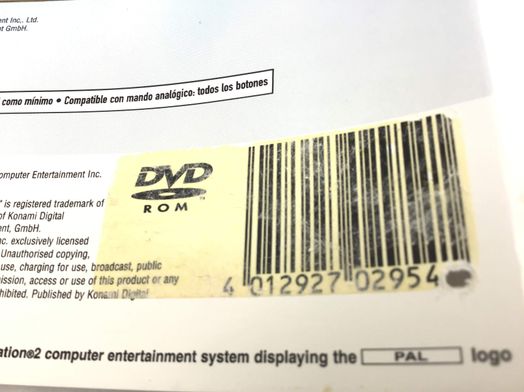 ent Inc,. Ltd.
nt GmbH.
como mínimo • Compatible con mando analógico: todos los botones
omputer Entertainment Inc.
DVD
ROM
" is registered trademark of
of Konami Digital
ent, GmbH.
nc. exclusively licensed
Unauthorised copying,
use, charging for use, broadcast, public
mission, access or use of this product or any
hibited. Published by Konami Digital
4 012927 02954
ation®2 computer entertainment system displaying the PAL logo